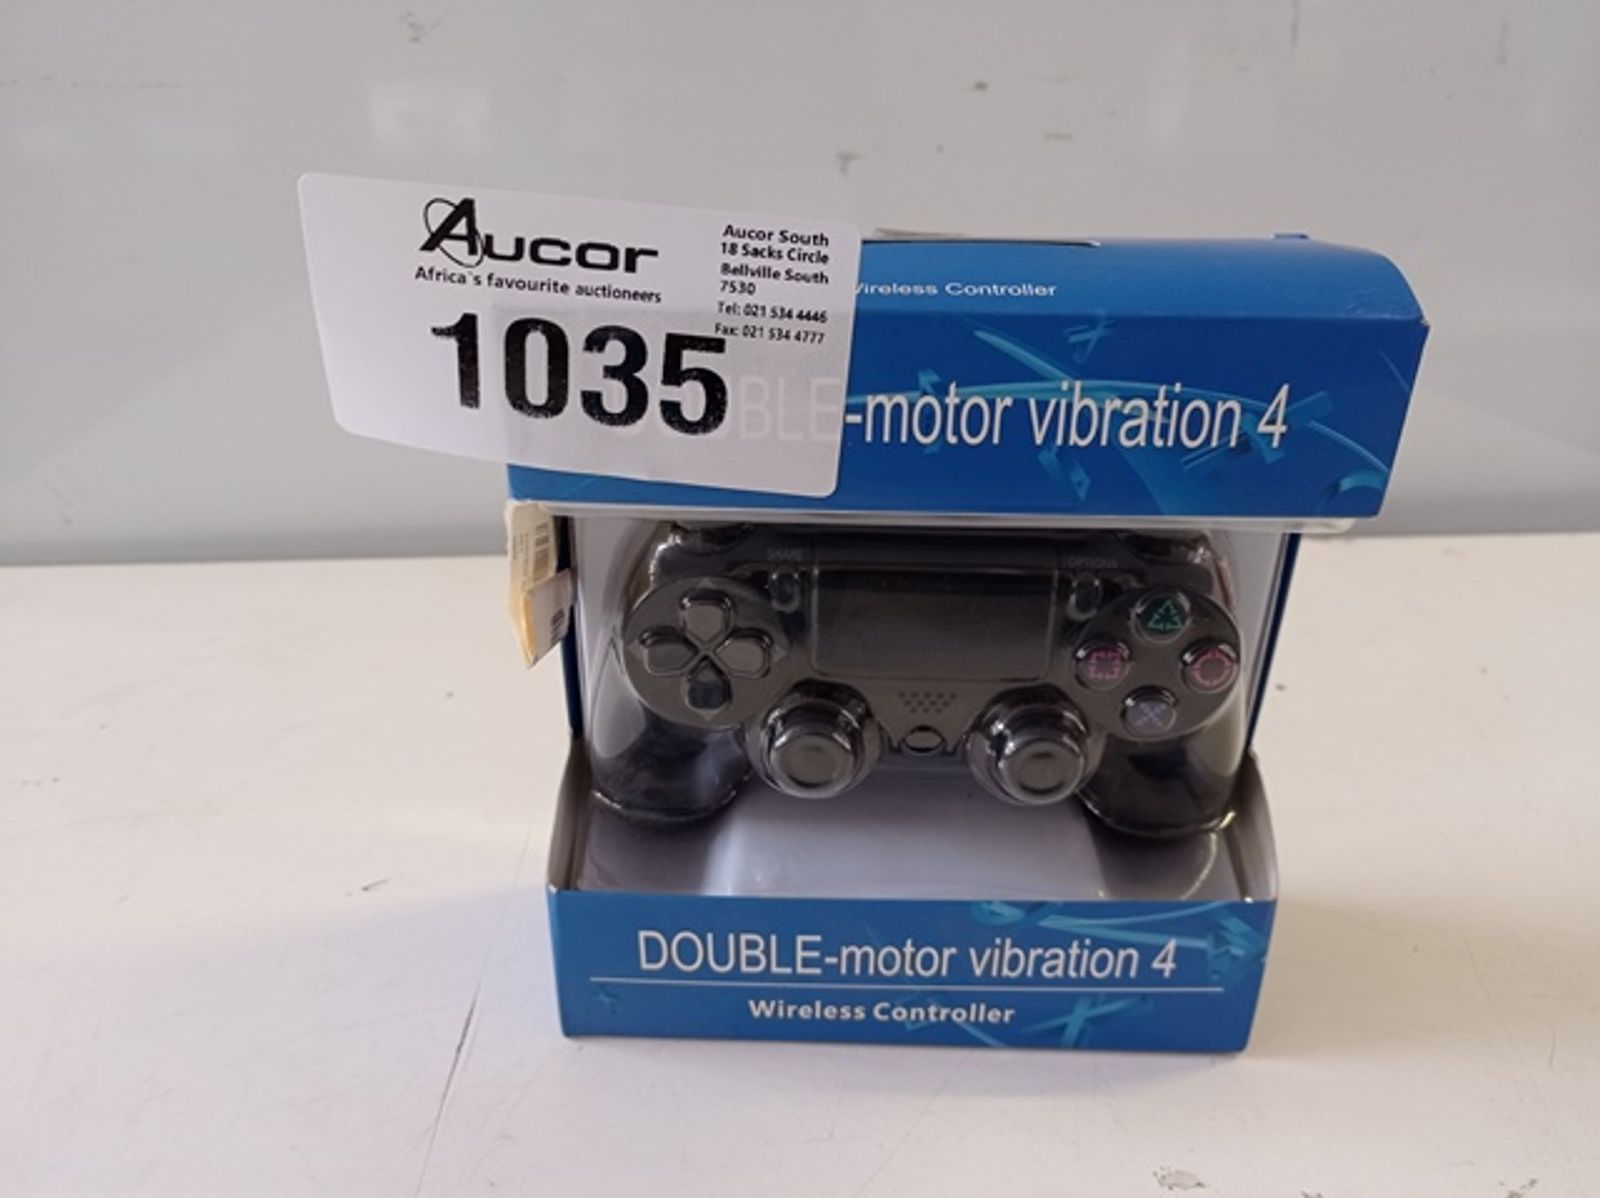 Aucor
Africa's favourite auctioneers
1035
Aucor South
18 Sacks Circle
Bellville South
7530
Tel: 021 534 4446
Fax: 021 534 4777
Wireless Controller
DOUBLE-motor vibration 4
SHARE
OPTIONS
DOUBLE-motor vibration 4
Wireless Controller